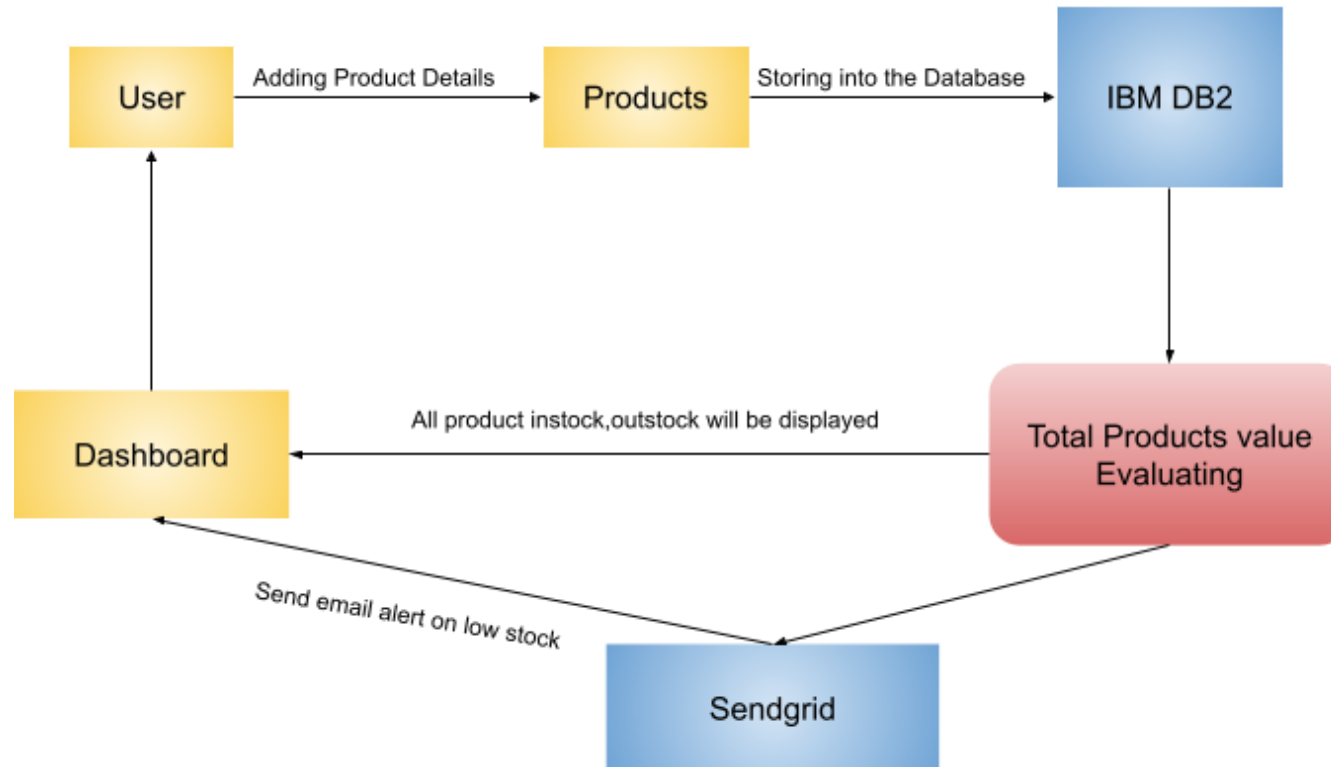 User
Adding Product Details
Products
Storing into the Database
IBM DB2
Dashboard
All product instock,outstock will be displayed
Total Products value
Evaluating
Send email alert on low stock
Sendgrid